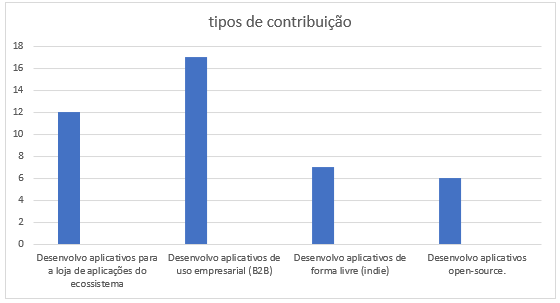 tipos de contribuição
18
16
14
12
10
8
6
4
2
0
Desenvolvo aplicativos para
a loja de aplicações do
ecossistema
Desenvolvo aplicativos de
uso empresarial (B2B)
Desenvolvo aplicativos de
forma livre (indie)
Desenvolvo aplicativos
open-source.